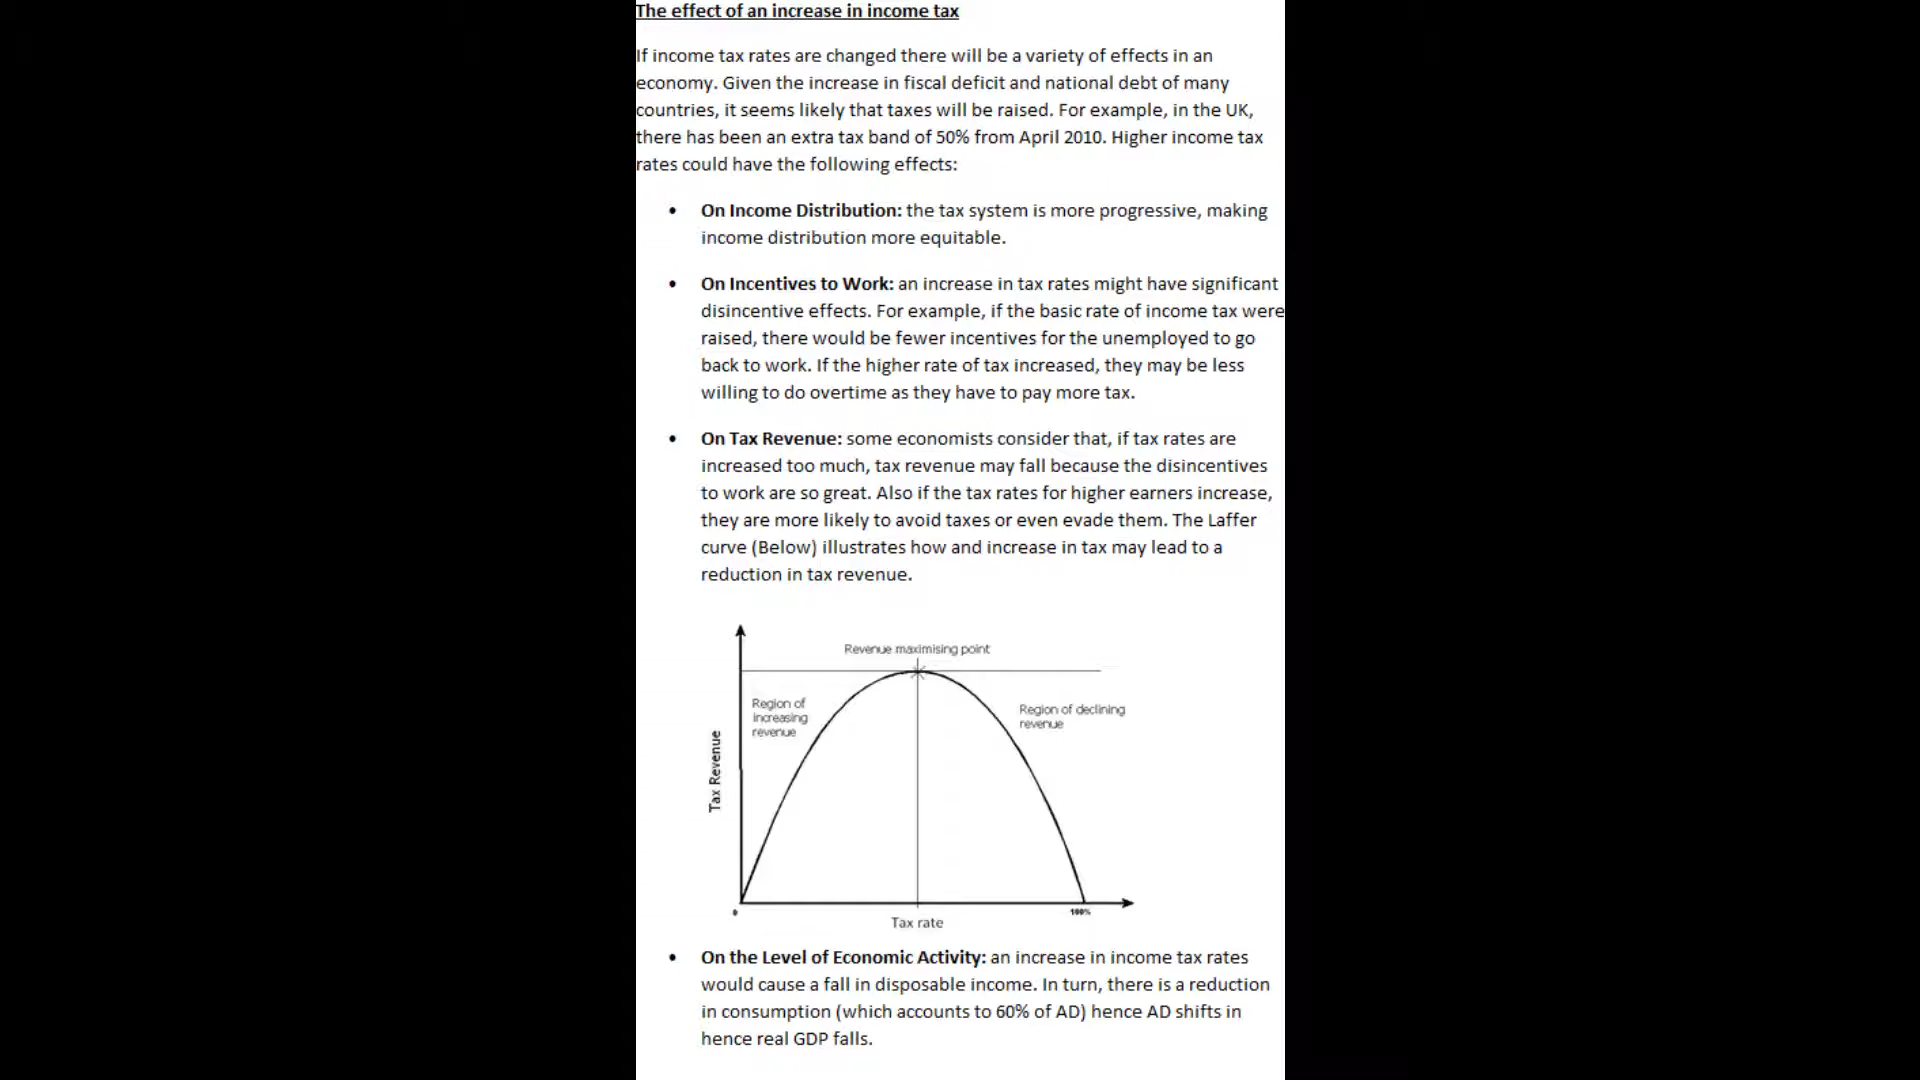 The effect of an increase in income tax
If income tax rates are changed there will be a variety of effects in an
economy. Given the increase in fiscal deficit and national debt of many
countries, it seems likely that taxes will be raised. For example, in the UK,
there has been an extra tax band of 50% from April 2010. Higher income tax
rates could have the following effects:
• On Income Distribution: the tax system is more progressive, making
income distribution more equitable.
• On Incentives to Work: an increase in tax rates might have significant
disincentive effects. For example, if the basic rate of income tax were
raised, there would be fewer incentives for the unemployed to go
back to work. If the higher rate of tax increased, they may be less
willing to do overtime as they have to pay more tax.
• On Tax Revenue: some economists consider that, if tax rates are
increased too much, tax revenue may fall because the disincentives
to work are so great. Also if the tax rates for higher earners increase,
they are more likely to avoid taxes or even evade them. The Laffer
curve (Below) illustrates how and increase in tax may lead to a
reduction in tax revenue.
Revenue maximising point
Region of
increasing
revenue
Region of declining
revenue
Tax Revenue
0
100%
Tax rate
• On the Level of Economic Activity: an increase in income tax rates
would cause a fall in disposable income. In turn, there is a reduction
in consumption (which accounts to 60% of AD) hence AD shifts in
hence real GDP falls.